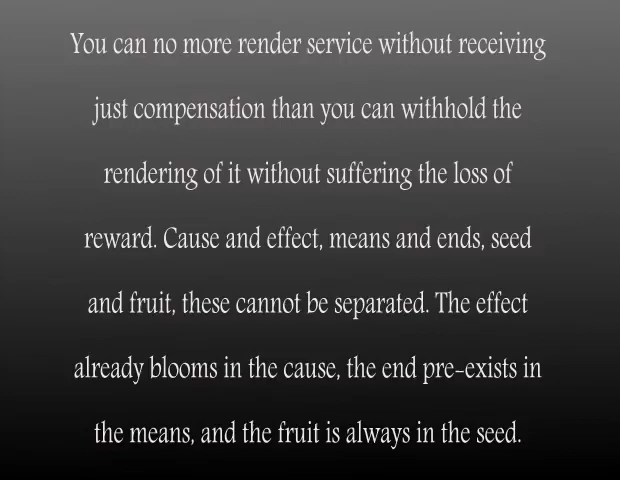 You can no more render service without receiving
just compensation than you can withhold the
rendering of it without suffering the loss of
reward. Cause and effect, means and ends, seed
and fruit, these cannot be separated. The effect
already blooms in the cause, the end pre-exists in
the means, and the fruit is always in the seed.